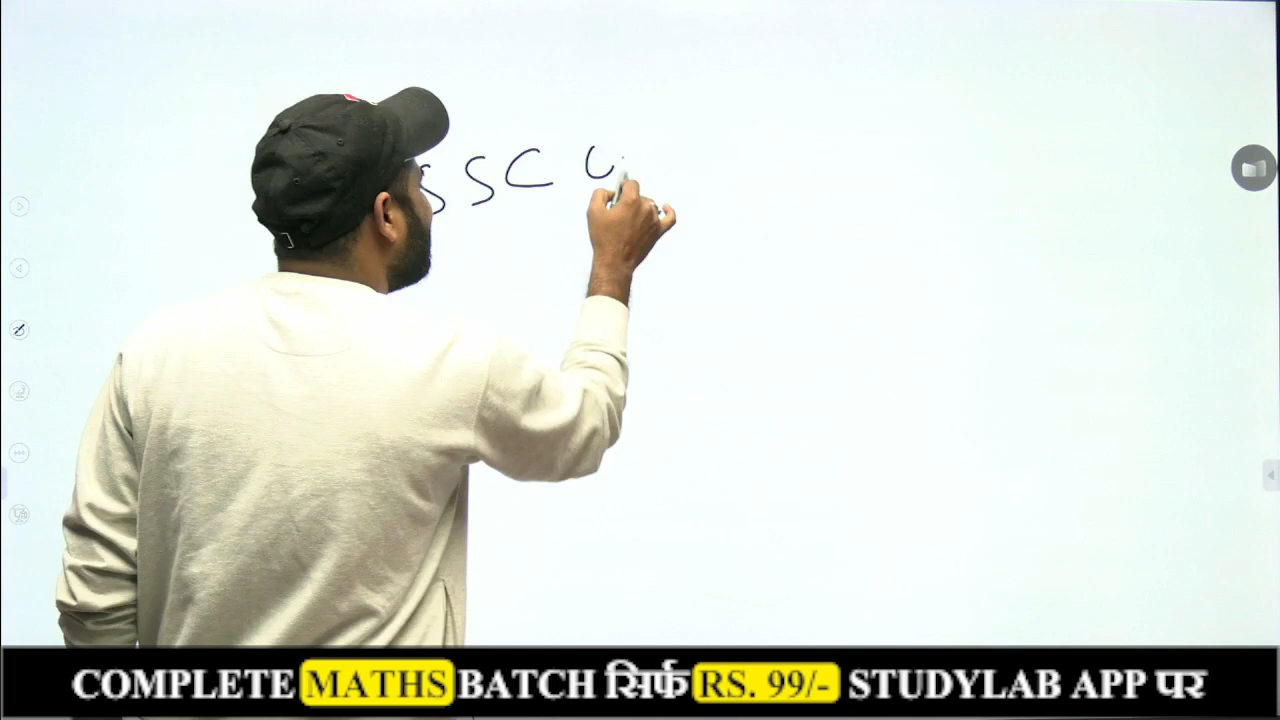 SSC C
COMPLETE MATHS BATCH सिर्फ RS. 99/- STUDYLAB APP पर